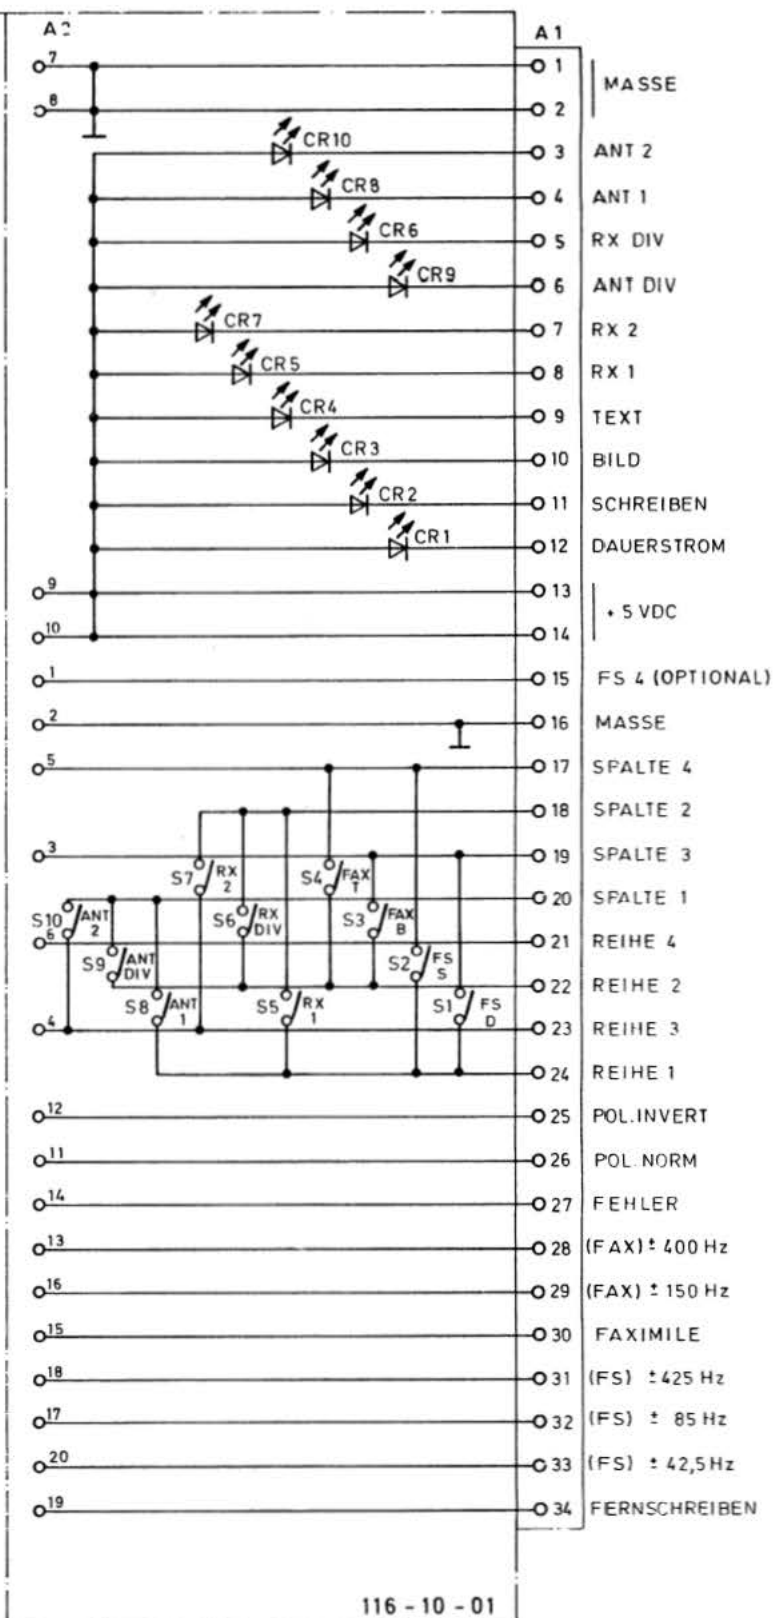 A2 A1
7 1
MASSE
8 2
CR10 3 ANT 2
CR8 4 ANT 1
CR6 5 RX DIV
CR9 6 ANT DIV
CR7 7 RX 2
CR5 8 RX 1
CR4 9 TEXT
CR3 10 BILD
CR2 11 SCHREIBEN
CR1 12 DAUERSTROM
9 13
+ 5 VDC
10 14
1 15 FS 4 (OPTIONAL)
2 16 MASSE
5 17 SPALTE 4
18 SPALTE 2
3 19 SPALTE 3
S7 RX 2 S4 FAX T
20 SPALTE 1
S10 ANT 2 S6 RX DIV S3 FAX B
6 21 REIHE 4
S9 ANT DIV S2 FS S
22 REIHE 2
S8 ANT 1 S5 RX 1 S1 FS D
4 23 REIHE 3
24 REIHE 1
12 25 POL.INVERT
11 26 POL.NORM
14 27 FEHLER
13 28 (FAX) ± 400 Hz
16 29 (FAX) ± 150 Hz
15 30 FAXIMILE
18 31 (FS) ± 425 Hz
17 32 (FS) ± 85 Hz
20 33 (FS) ± 42,5 Hz
19 34 FERNSCHREIBEN
116 - 10 - 01